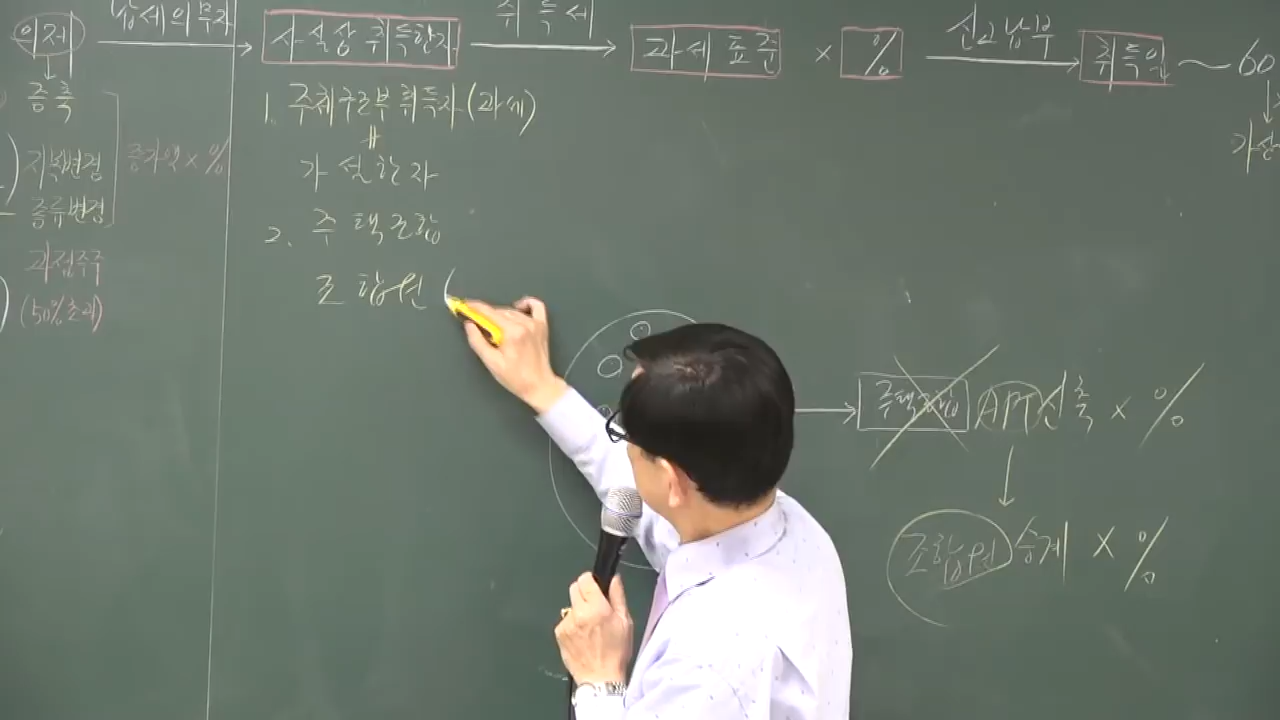 납세의무자
취득세
사실상 취득한자
과세표준
×
%
신고납부
취득일 ~ 60
증축
지목변경
종류변경
증가액×%
과점주주
(50%초과)
1. 주체구조부 취득자(과세)
가설한자
2. 주택조합
조합원 (
주택조합 APT신축 × %
조합원 승계 × %